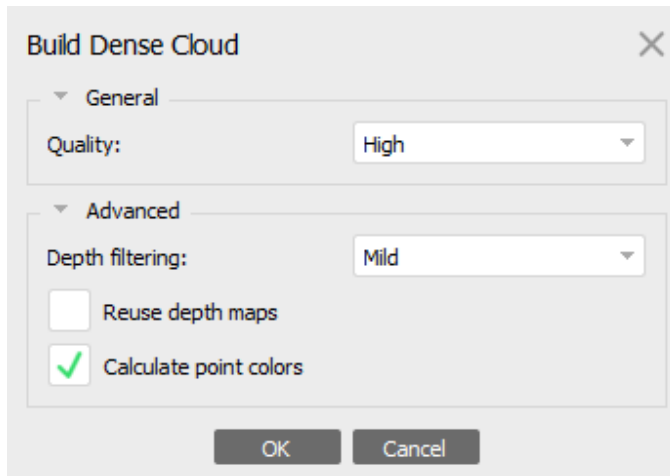 Build Dense Cloud
General
Quality: High
Advanced
Depth filtering: Mild
Reuse depth maps
Calculate point colors
OK Cancel